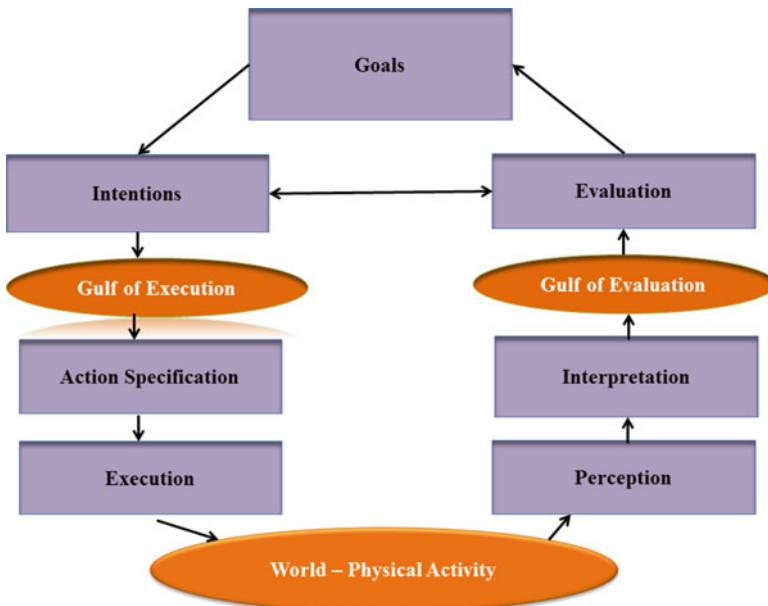 Goals
Intentions
Evaluation
Gulf of Execution
Gulf of Evaluation
Action Specification
Interpretation
Execution
Perception
World – Physical Activity